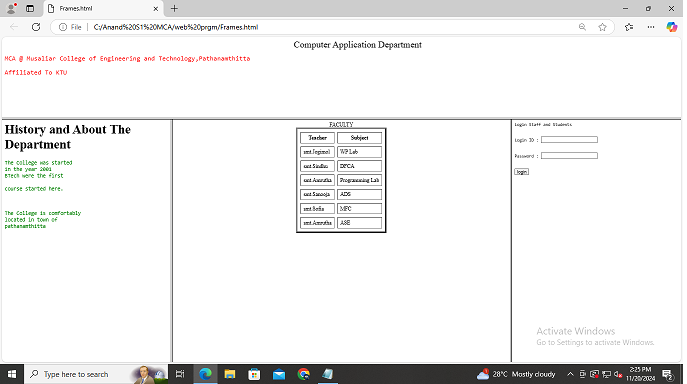 Frames.html
File
C:/Anand%20S1%20MCA/web%20prgm/Frames.html
Computer Application Department
MCA @ Musaliar College of Engineering and Technology,Pathanamthitta
Affiliated To KTU
History and About The
Department
The College was started
in the year 2001
BTech were the first
course started here.
The College is comfortably
located in town of
pathanamthitta
FACULTY
Teacher Subject
smt.Jogimol WP Lab
smt.Sindhu DFCA
smt.Amrutha Programming Lab
smt.Sanooja ADS
smt.Sofia MFC
smt.Amrutha ASE
Login Staff and Students
Login ID :
Password :
login
Activate Windows
Go to Settings to activate Windows.
Type here to search
28°C Mostly cloudy
2:25 PM
11/20/2024
2